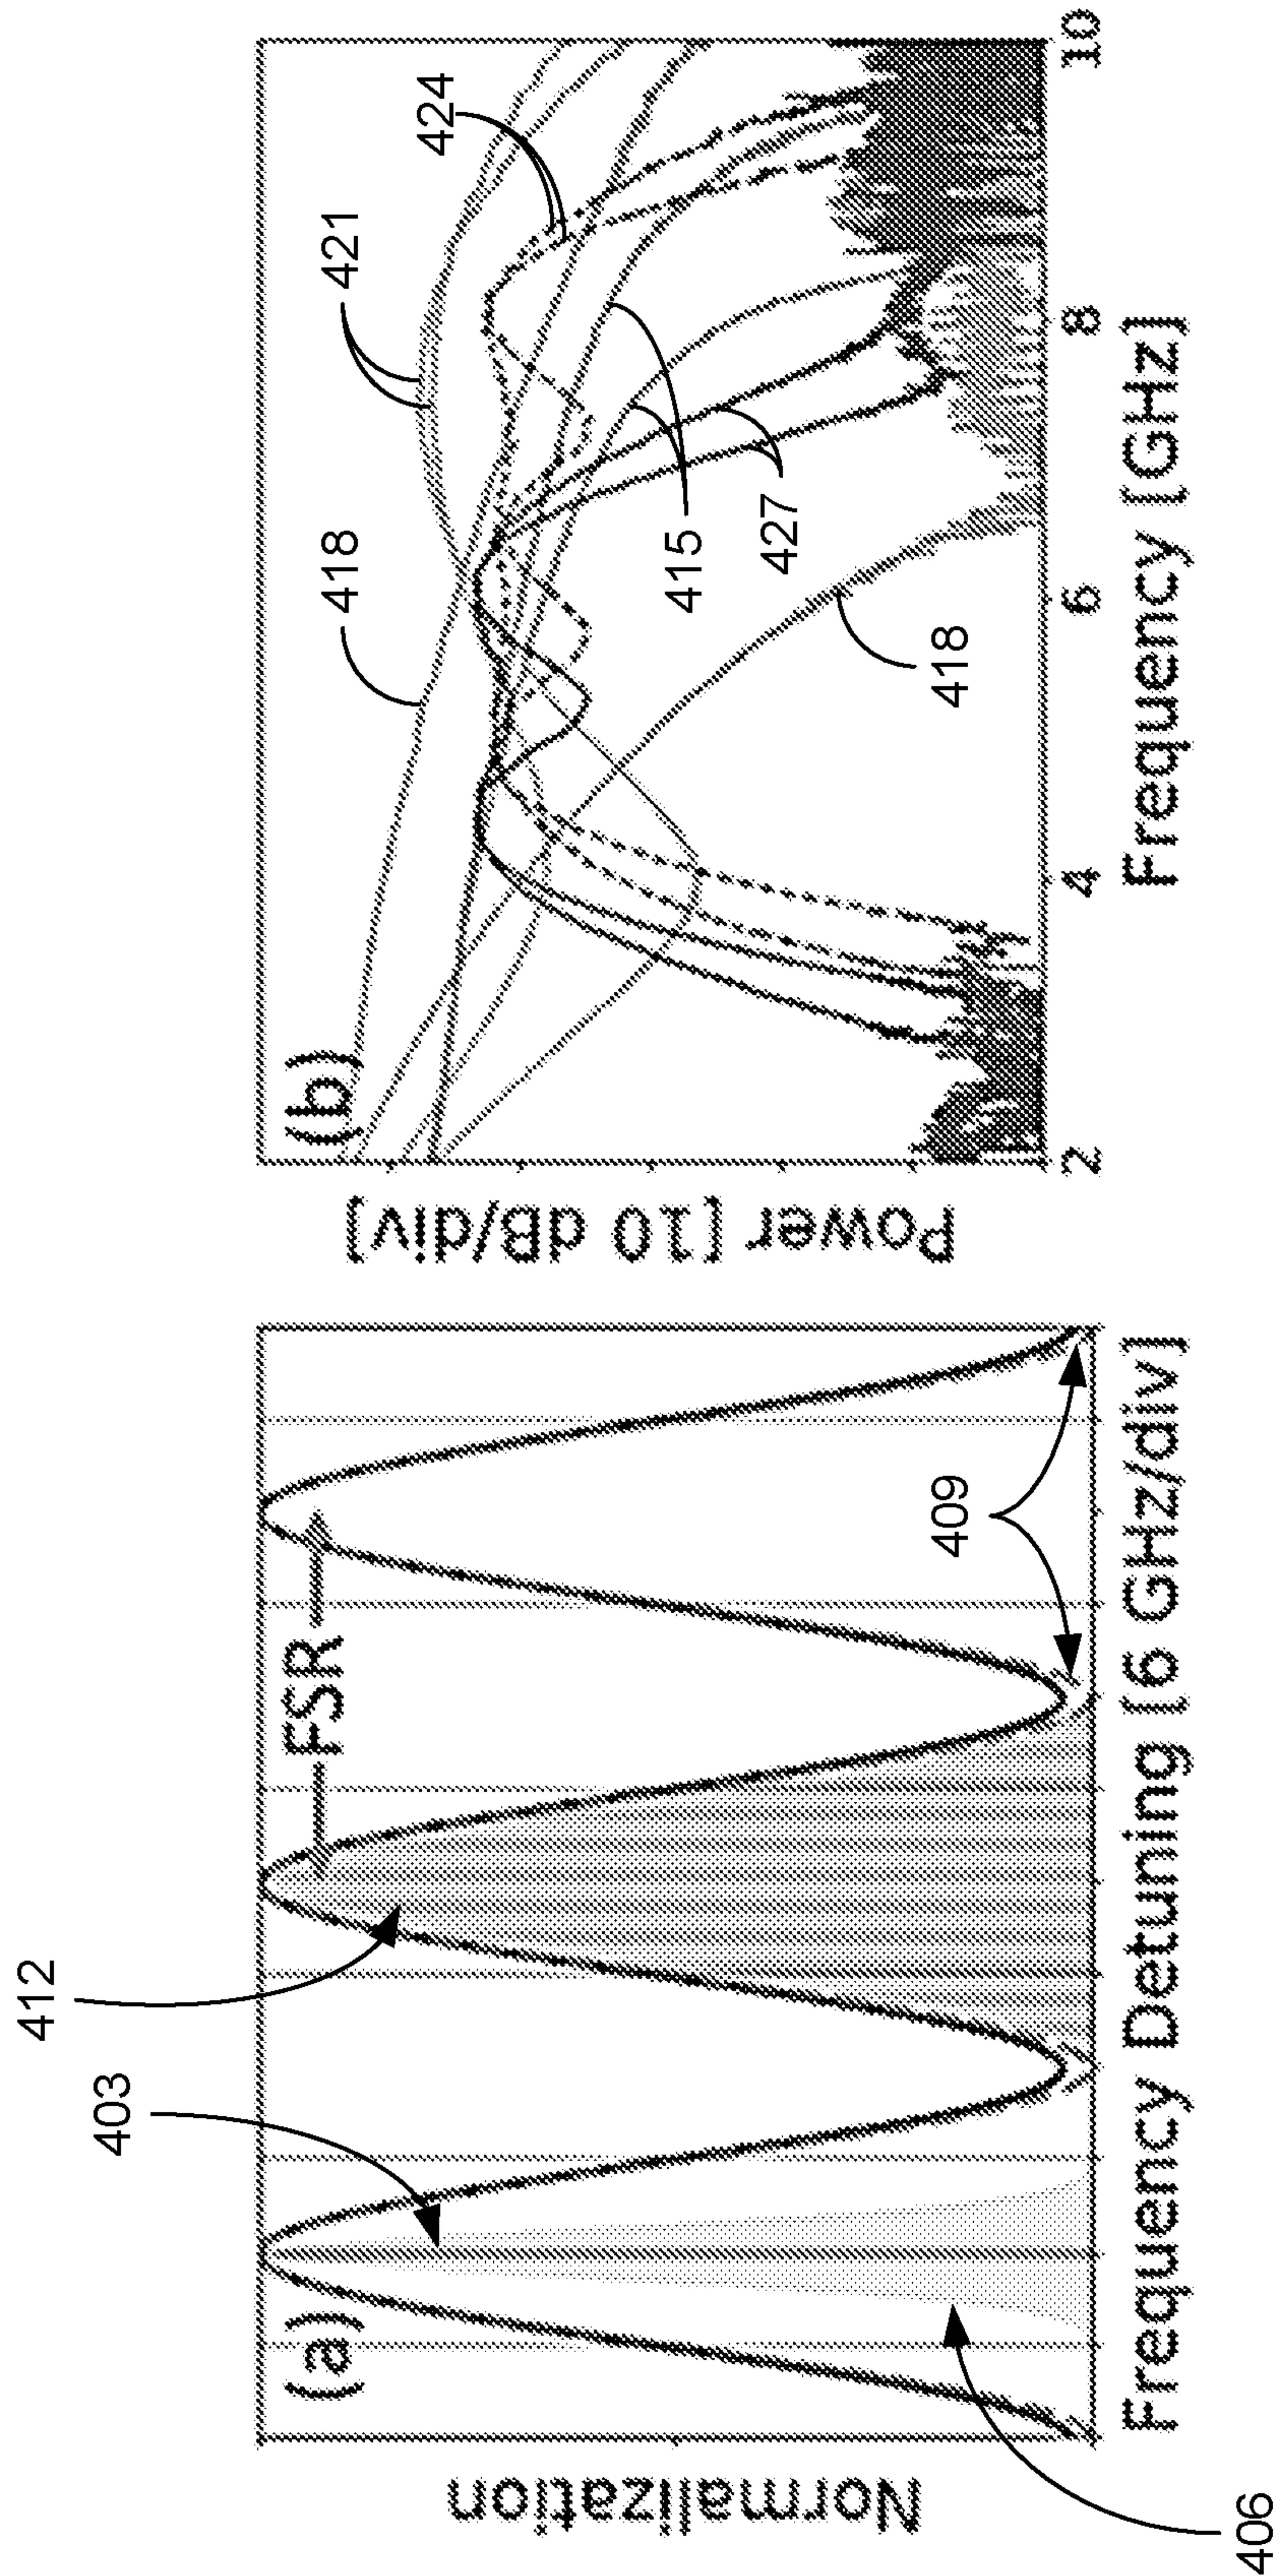 (a)
403
412
FSR
406
409
Normalization
Frequency Detuning [6 GHz/div]
(b)
418
421
424
415
427
418
Power [10 dB/div]
2
4
6
8
10
Frequency [GHz]